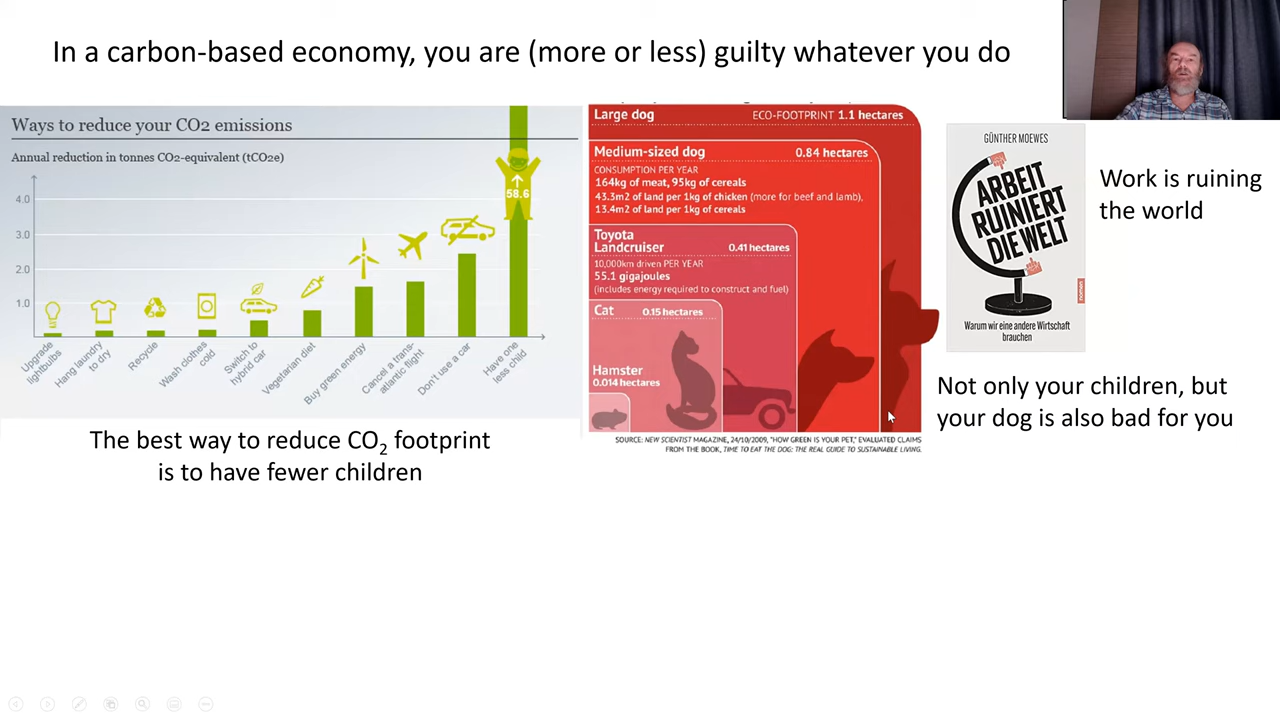 In a carbon-based economy, you are (more or less) guilty whatever you do
Ways to reduce your CO2 emissions
Annual reduction in tonnes CO2-equivalent (tCO2e)
4.0
3.0
2.0
1.0
58.6
Upgrade
lightbulbs
Hang laundry
to dry
Recycle
Wash clothes
cold
Switch to
hybrid car
Vegetarian diet
Buy green energy
Cancel a trans-
atlantic flight
Don't use a car
Have one
less child
The best way to reduce CO₂ footprint
is to have fewer children
Large dog
ECO-FOOTPRINT 1.1 hectares
Medium-sized dog
0.84 hectares
CONSUMPTION PER YEAR
164kg of meat, 95kg of cereals
43.3m2 of land per 1kg of chicken (more for beef and lamb),
13.4m2 of land per 1kg of cereals
Toyota
Landcruiser
0.41 hectares
10,000km driven PER YEAR
55.1 gigajoules
(includes energy required to construct and fuel)
Cat
0.15 hectares
Hamster
0.014 hectares
SOURCE: NEW SCIENTIST MAGAZINE, 24/10/2009, "HOW GREEN IS YOUR PET," EVALUATED CLAIMS
FROM THE BOOK, TIME TO EAT THE DOG: THE REAL GUIDE TO SUSTAINABLE LIVING.
GÜNTHER MOEWES
ARBEIT
RUINIERT
DIE WELT
Warum wir eine andere Wirtschaft
brauchen
Work is ruining
the world
Not only your children, but
your dog is also bad for you